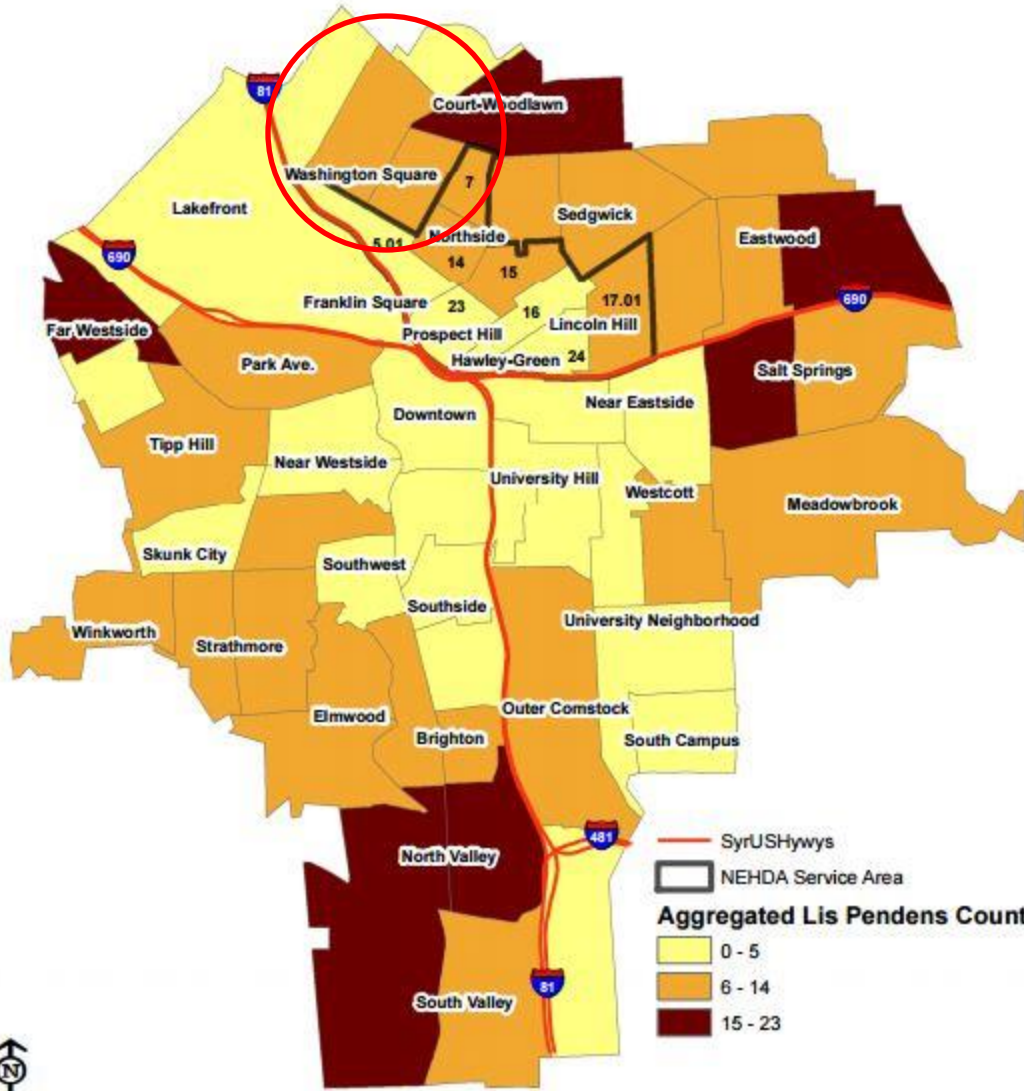 81
Court-Woodlawn
Washington Square
7
Lakefront
Sedgwick
Northside
Eastwood
5.01
690
14
15
690
Franklin Square
23
16
17.01
Far Westside
Prospect Hill
Lincoln Hill
Hawley-Green
24
Park Ave.
Salt Springs
Near Eastside
Downtown
Tipp Hill
Near Westside
University Hill
Westcott
Meadowbrook
Skunk City
Southwest
Southside
University Neighborhood
Winkworth
Strathmore
Outer Comstock
Elmwood
Brighton
South Campus
481
SyrUSHywys
North Valley
NEHDA Service Area
Aggregated Lis Pendens Count
0 - 5
6 - 14
81
South Valley
15 - 23
N